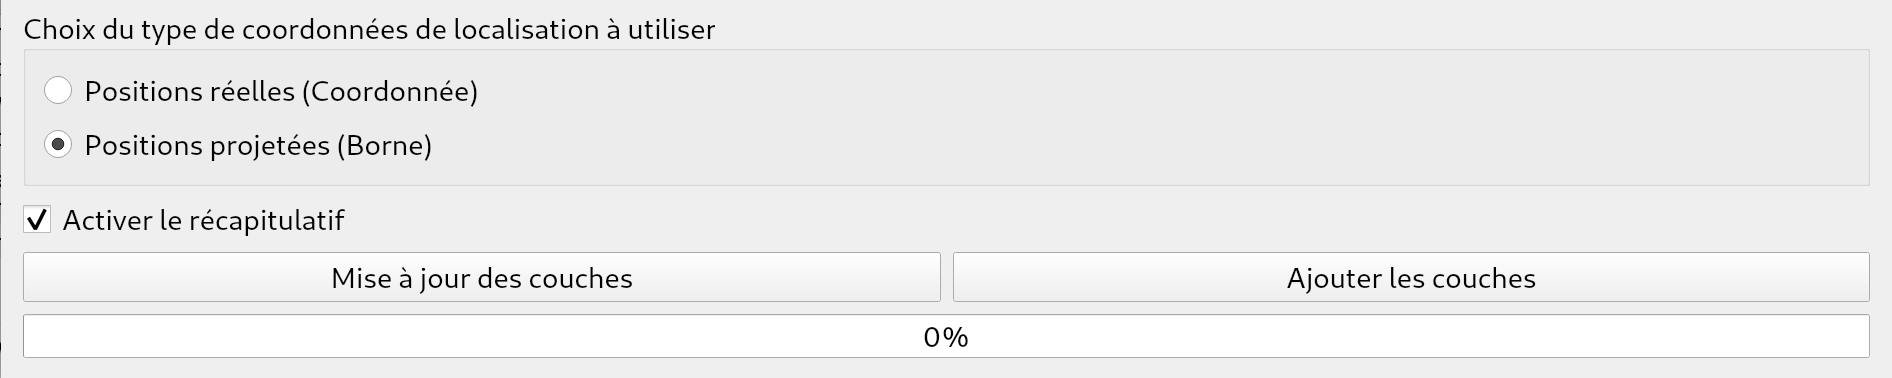 Choix du type de coordonnées de localisation à utiliser
Positions réelles (Coordonnée)
Positions projetées (Borne)
Activer le récapitulatif
Mise à jour des couches
Ajouter les couches
0%